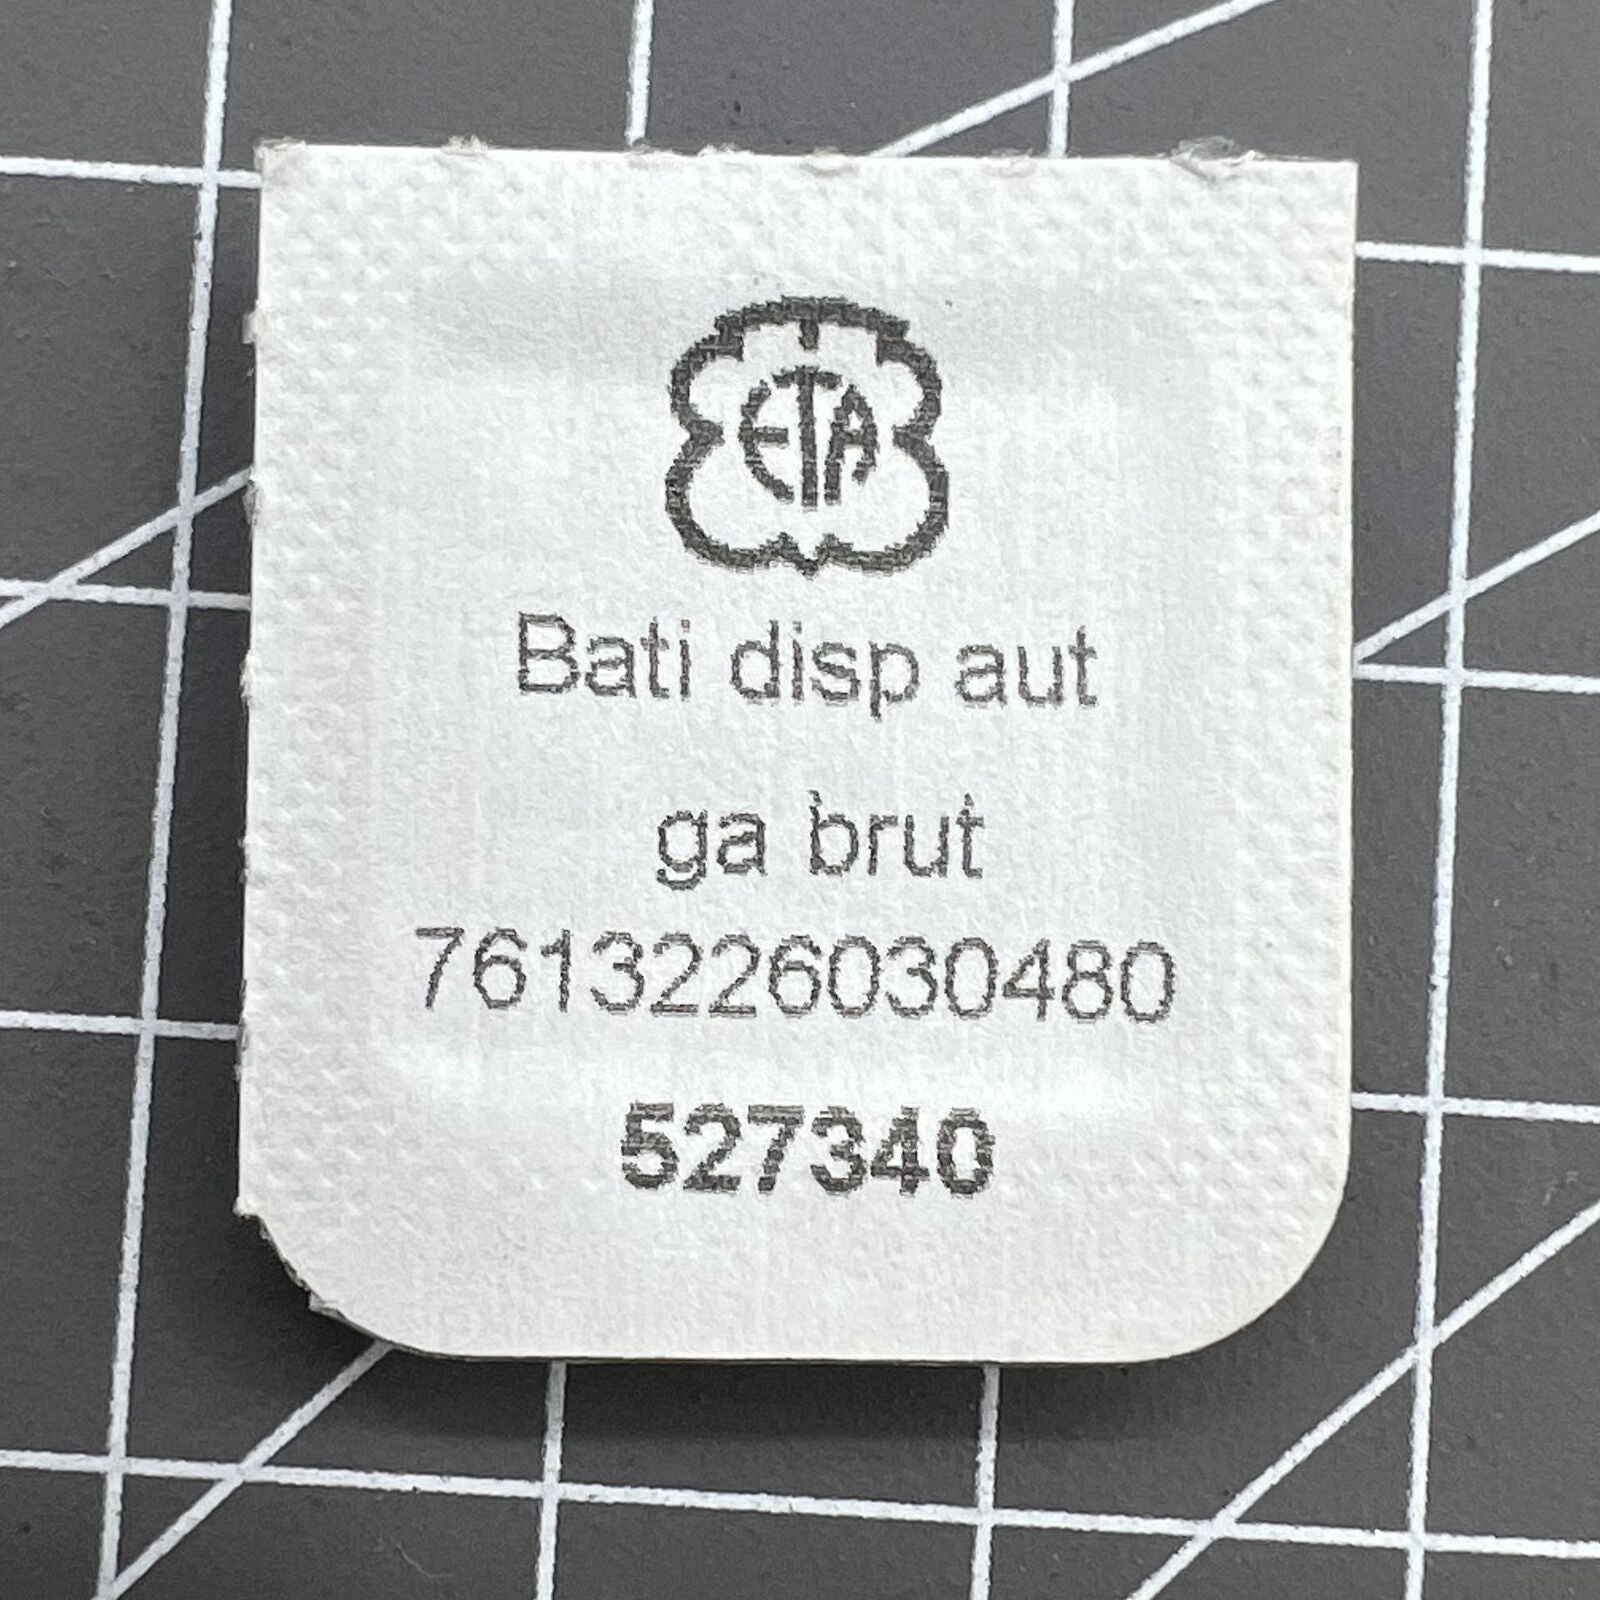 ETA
Bati disp aut
ga brut
7613226030480
527340